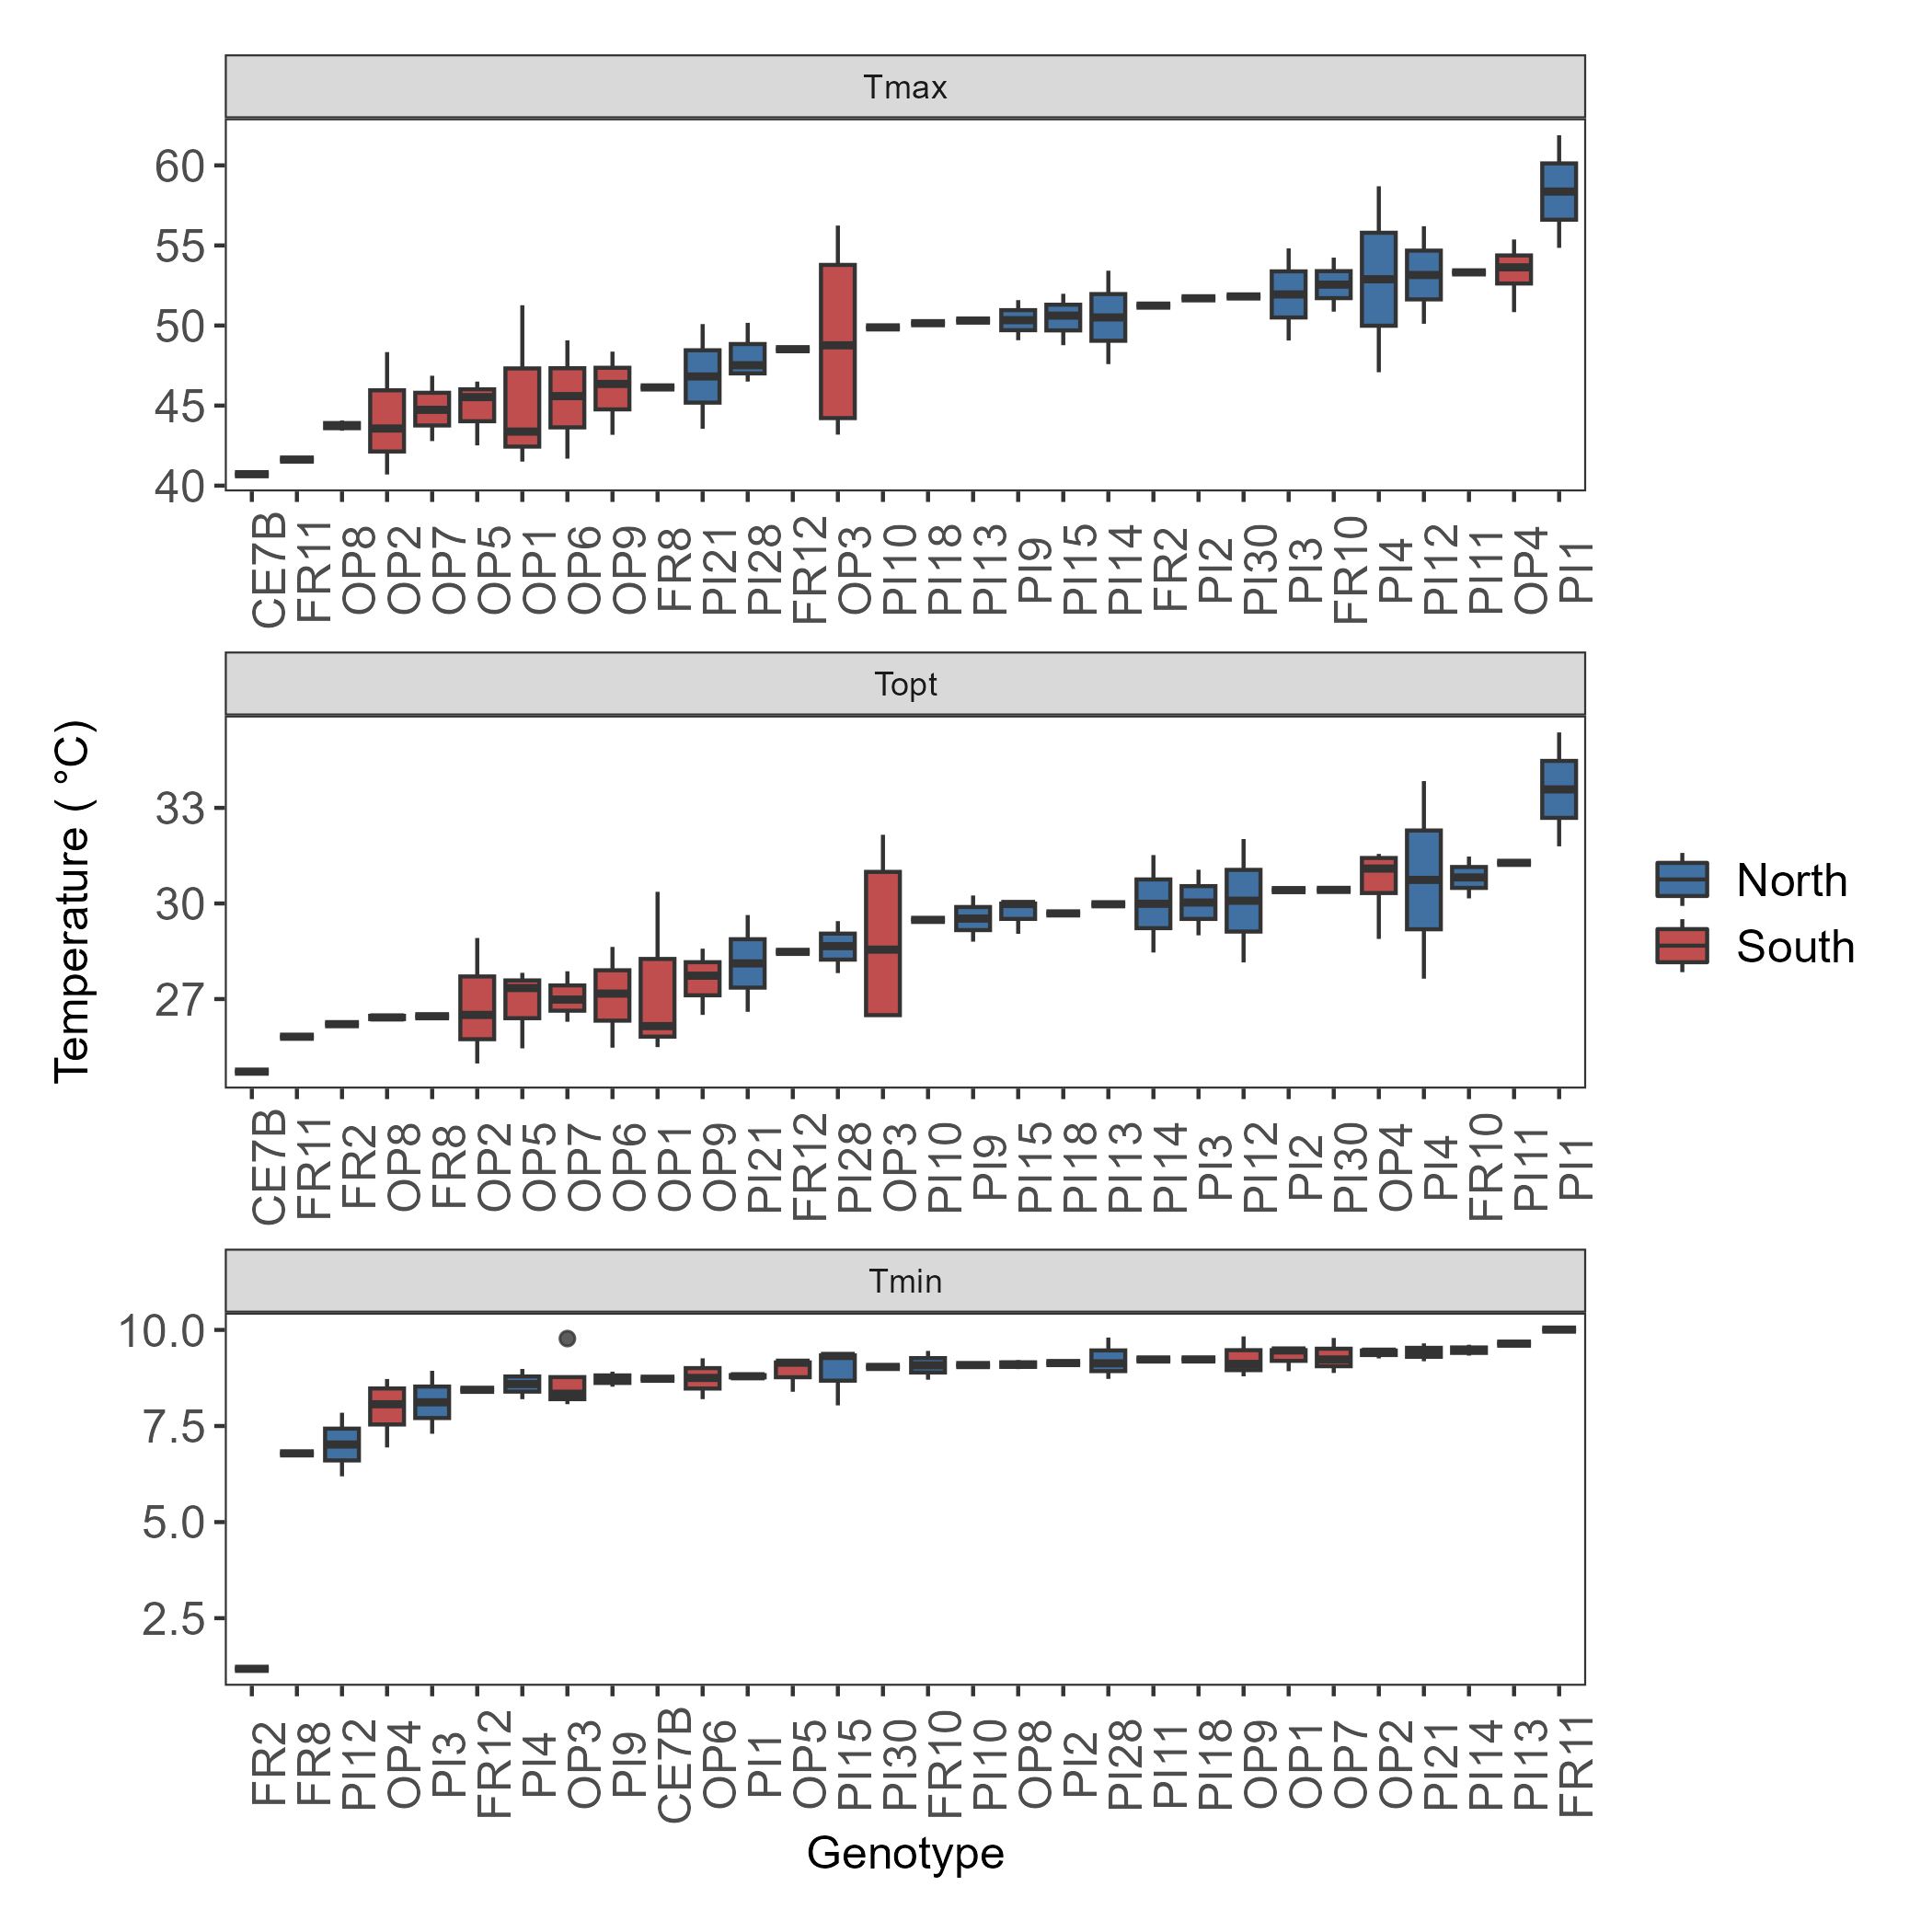 Tmax
60
55
50
45
40
CE7B FR11 OP8 OP2 OP7 OP5 OP1 OP6 OP9 FR8 PI21 PI28 FR12 OP3 PI10 PI18 PI13 PI9 PI15 PI14 FR2 PI2 PI30 PI3 FR10 PI4 PI12 PI11 OP4 PI1
Topt
33
30
27
CE7B FR11 FR2 OP8 FR8 OP2 OP5 OP7 OP6 OP1 OP9 PI21 FR12 PI28 OP3 PI10 PI9 PI15 PI18 PI13 PI14 PI3 PI12 PI2 PI30 OP4 PI4 FR10 PI11 PI1
Tmin
10.0
7.5
5.0
2.5
FR2 FR8 PI12 OP4 PI3 FR12 PI4 OP3 PI9 CE7B OP6 PI1 OP5 PI15 PI30 FR10 PI10 OP8 PI2 PI28 PI11 PI18 OP9 OP1 OP7 OP2 PI21 PI14 PI13 FR11
Genotype
Temperature ( °C)
North
South